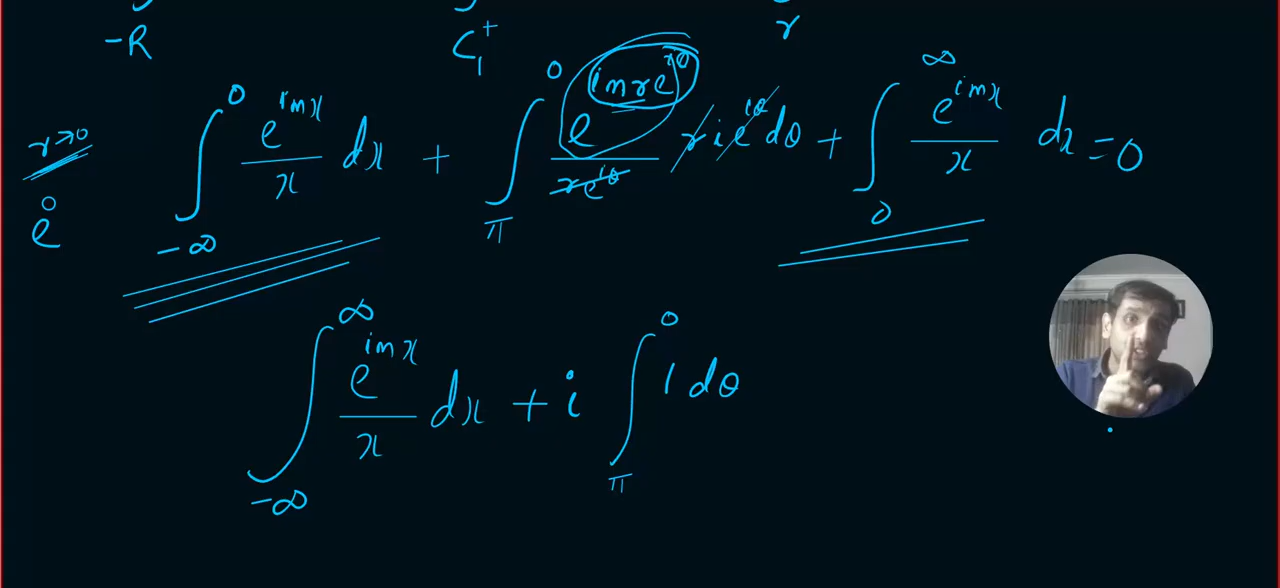 -R C₁⁺ r
r→0 ∫_{-∞}^{0} e^{imx}/x dx + ∫_{π}^{0} e^{imre^{iθ}}/re^{iθ} r i e^{iθ} dθ + ∫_{0}^{∞} e^{imx}/x dx = 0
e⁰
∫_{-∞}^{∞} e^{imx}/x dx + i ∫_{π}^{0} 1 dθ